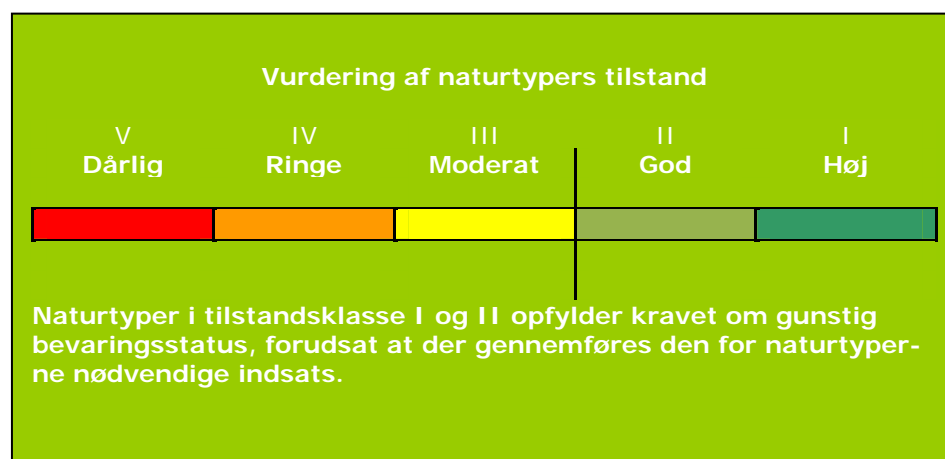 Vurdering af naturtypers tilstand
V IV III II I
Dårlig Ringe Moderat God Høj
Naturtyper i tilstandsklasse I og II opfylder kravet om gunstig
bevaringsstatus, forudsat at der gennemføres den for naturtyper-
ne nødvendige indsats.